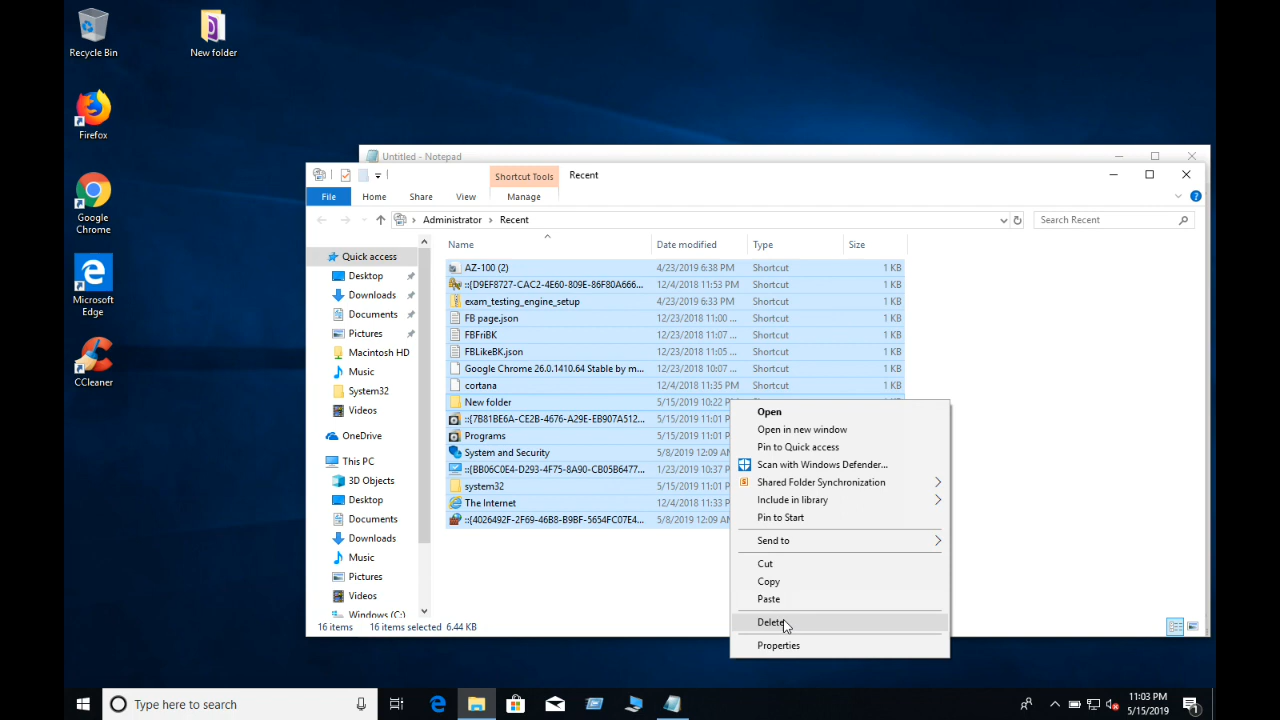 Recycle Bin
New folder
Firefox
Google
Chrome
Microsoft
Edge
CCleaner
Untitled - Notepad
Shortcut Tools
Recent
File
Home
Share
View
Manage
Administrator
Recent
Search Recent
Quick access
Desktop
Downloads
Documents
Pictures
Macintosh HD
Music
System32
Videos
OneDrive
This PC
3D Objects
Desktop
Documents
Downloads
Music
Pictures
Videos
Windows (C:)
Name Date modified Type Size
AZ-100 (2) 4/23/2019 6:38 PM Shortcut 1 KB
::{D9EF8727-CAC2-4E60-809E-86F80A666... 12/4/2018 11:53 PM Shortcut 1 KB
exam_testing_engine_setup 4/23/2019 6:33 PM Shortcut 1 KB
FB page.json 12/23/2018 11:00 ... Shortcut 1 KB
FBFriBK 12/23/2018 11:07 ... Shortcut 1 KB
FBLikeBK.json 12/23/2018 11:05 ... Shortcut 1 KB
Google Chrome 26.0.1410.64 Stable by m... 12/23/2018 10:07 ... Shortcut 1 KB
cortana 12/4/2018 11:35 PM Shortcut 1 KB
New folder 5/15/2019 10:22 PM Shortcut 1 KB
::{7B81BE6A-CE2B-4676-A29E-EB907A512... 5/15/2019 11:01
Programs 5/15/2019 11:01
System and Security 5/8/2019 12:09
::{BB06C0E4-D293-4F75-8A90-CB05B6477... 1/23/2019 10:37
system32 5/15/2019 11:01
The Internet 12/4/2018 11:33
::{4026492F-2F69-46B8-B9BF-5654FC07E4... 5/8/2019 12:09
Open
Open in new window
Pin to Quick access
Scan with Windows Defender...
Shared Folder Synchronization
Include in library
Pin to Start
Send to
Cut
Copy
Paste
Delete
Properties
16 items 16 items selected 6.44 KB
Type here to search
11:03 PM
5/15/2019
1